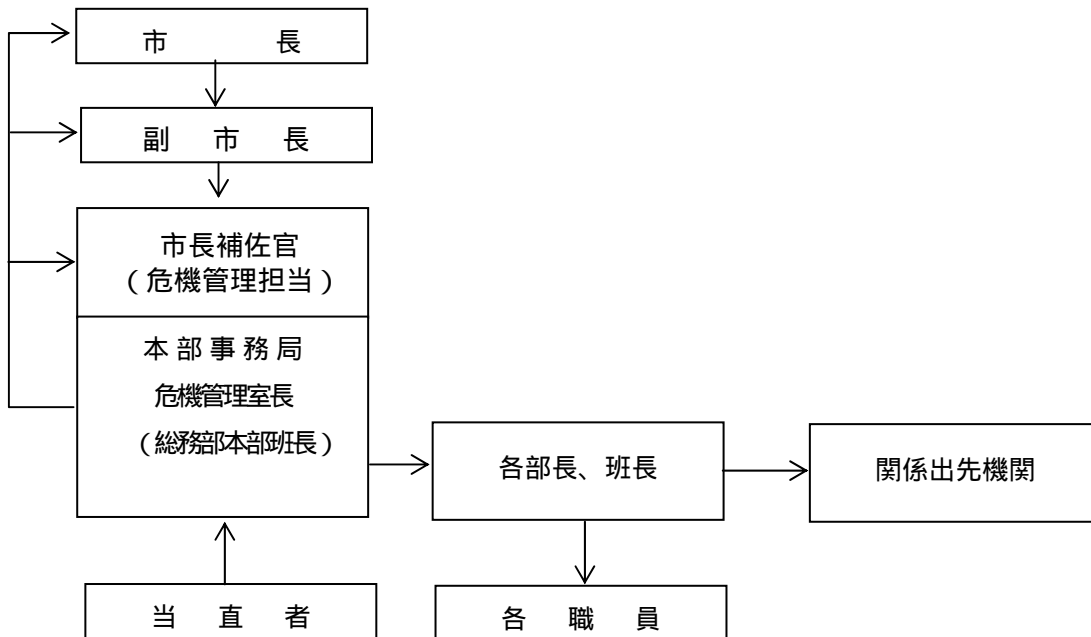 市　長
副　市　長
市長補佐官
（危機管理担当）
本部事務局
危機管理室長
（総務部本部班長）
各部長、班長
関係出先機関
当　直　者
各　職　員